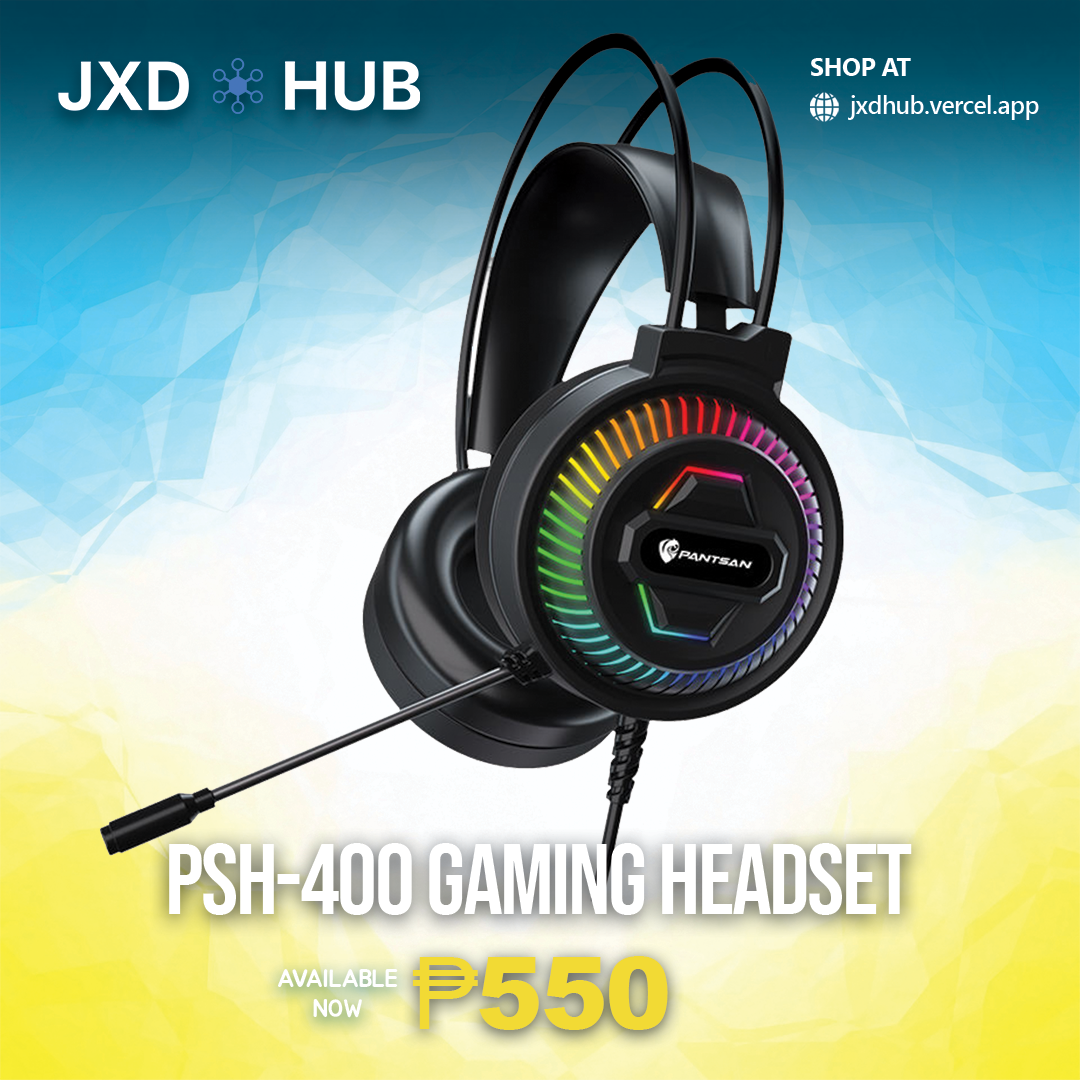 JXD HUB
SHOP AT
jxdhub.vercel.app
PANTSAN
PSH-400 GAMING HEADSET
AVAILABLE
NOW
₱550